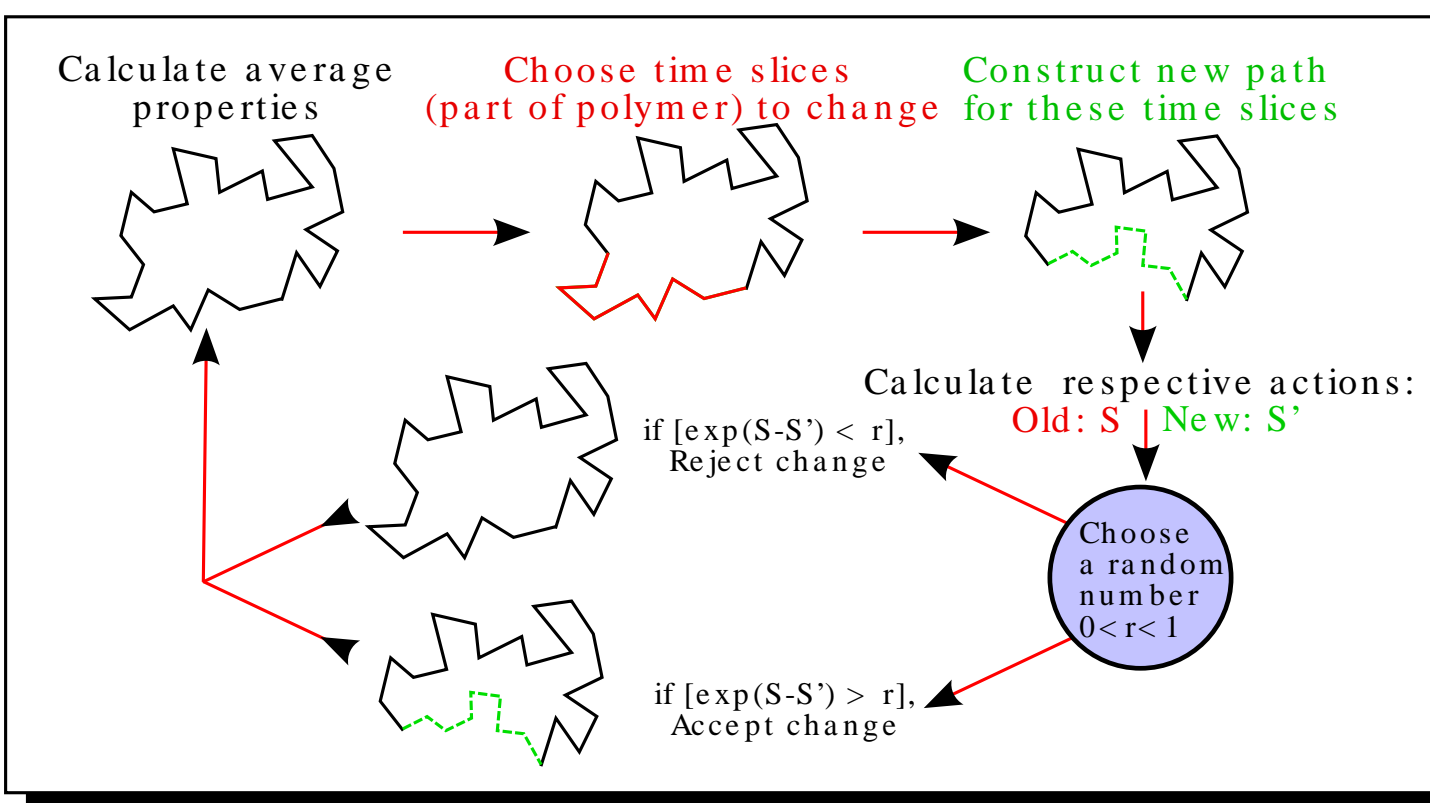 Calculate average
properties
Choose time slices
(part of polymer) to change
Construct new path
for these time slices
Calculate respective actions:
Old: S
New: S’
Choose
a random
number
0< r< 1
if [exp(S-S’) < r],
Reject change
if [exp(S-S’) > r],
Accept change